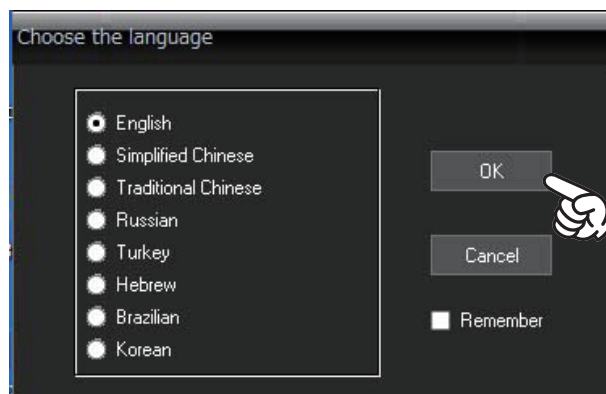 Choose the language
English
Simplified Chinese
Traditional Chinese
Russian
Turkey
Hebrew
Brazilian
Korean
OK
Cancel
Remember